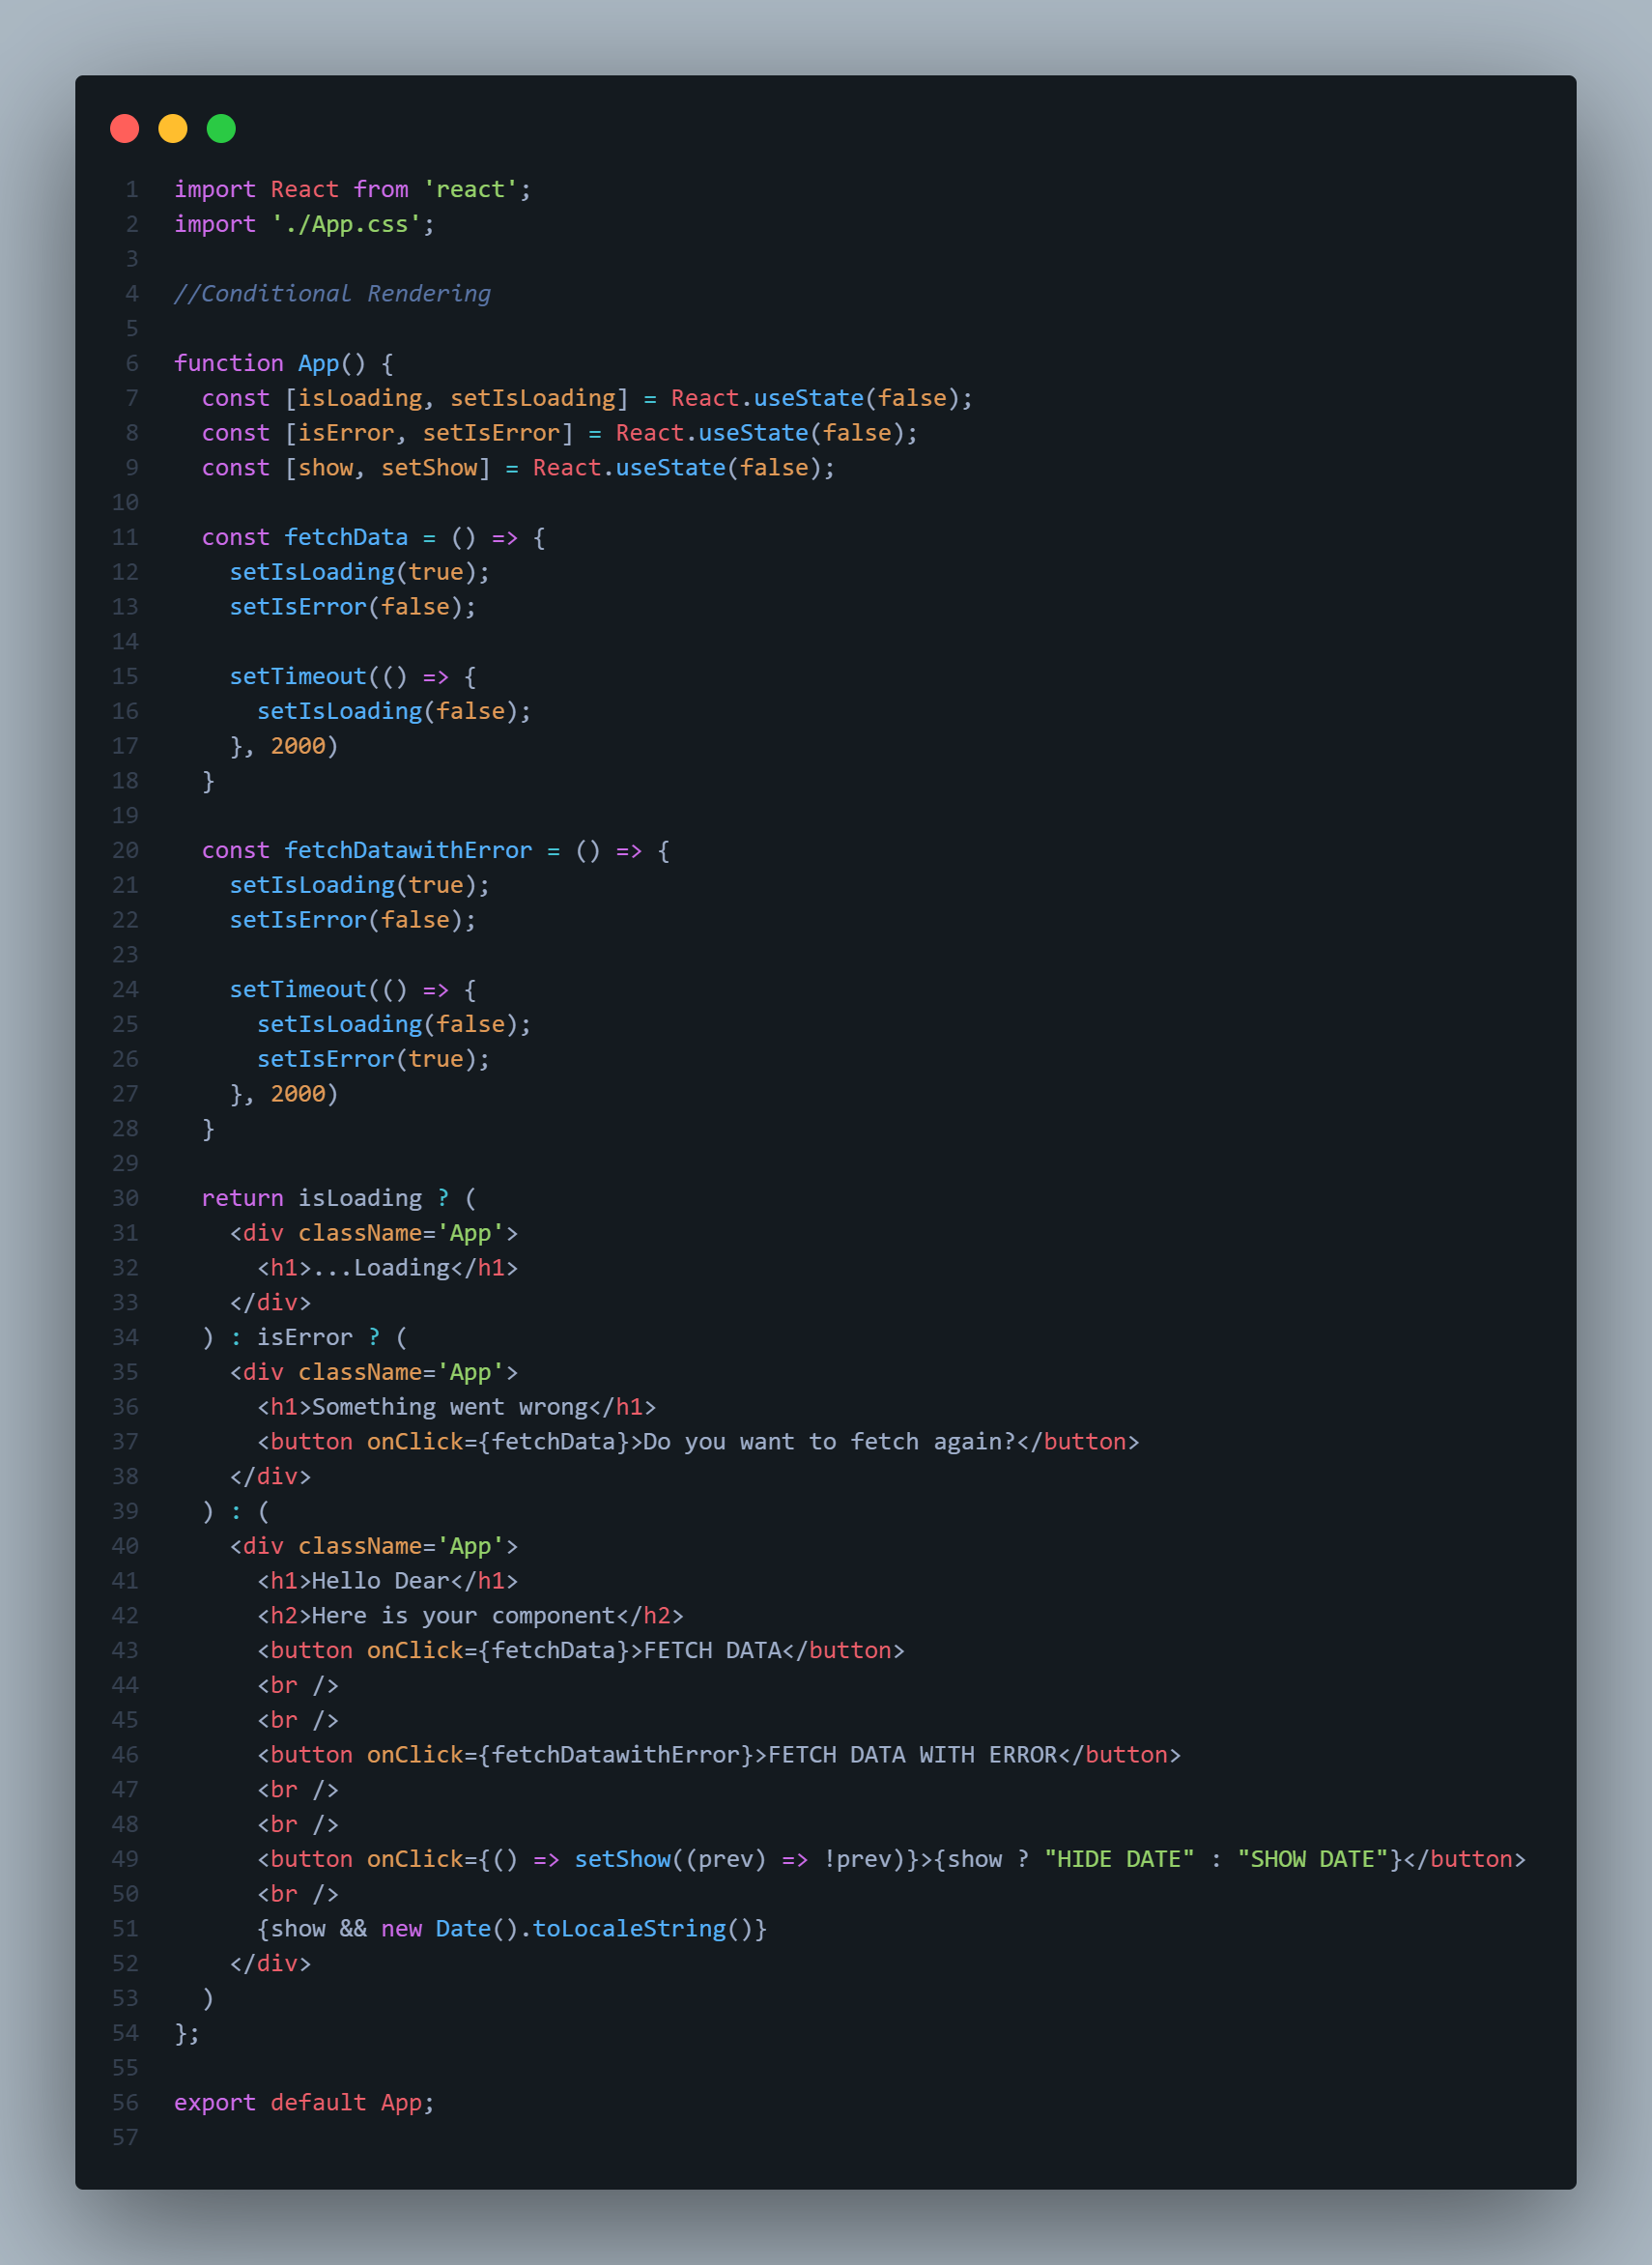 1 import React from 'react';
2 import './App.css';
3
4 //Conditional Rendering
5
6 function App() {
7   const [isLoading, setIsLoading] = React.useState(false);
8   const [isError, setIsError] = React.useState(false);
9   const [show, setShow] = React.useState(false);
10
11   const fetchData = () => {
12     setIsLoading(true);
13     setIsError(false);
14
15     setTimeout(() => {
16       setIsLoading(false);
17     }, 2000)
18   }
19
20   const fetchDatawithError = () => {
21     setIsLoading(true);
22     setIsError(false);
23
24     setTimeout(() => {
25       setIsLoading(false);
26       setIsError(true);
27     }, 2000)
28   }
29
30   return isLoading ? (
31     <div className='App'>
32       <h1>...Loading</h1>
33     </div>
34   ) : isError ? (
35     <div className='App'>
36       <h1>Something went wrong</h1>
37       <button onClick={fetchData}>Do you want to fetch again?</button>
38     </div>
39   ) : (
40     <div className='App'>
41       <h1>Hello Dear</h1>
42       <h2>Here is your component</h2>
43       <button onClick={fetchData}>FETCH DATA</button>
44       <br />
45       <br />
46       <button onClick={fetchDatawithError}>FETCH DATA WITH ERROR</button>
47       <br />
48       <br />
49       <button onClick={() => setShow((prev) => !prev)}>{show ? "HIDE DATE" : "SHOW DATE"}</button>
50       <br />
51       {show && new Date().toLocaleString()}
52     </div>
53   )
54 };
55
56 export default App;
57